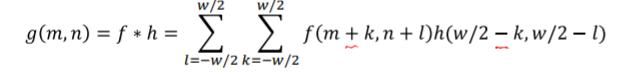 g(m, n) = f ∗ h = ∑_{l=−w/2}^{w/2} ∑_{k=−w/2}^{w/2} f(m + k, n + l)h(w/2 − k, w/2 − l)